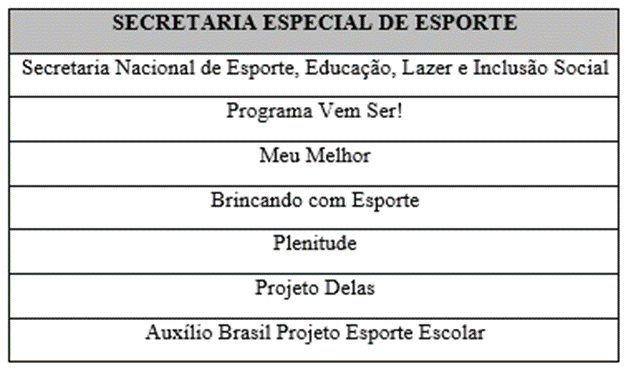 SECRETARIA ESPECIAL DE ESPORTE
Secretaria Nacional de Esporte, Educação, Lazer e Inclusão Social
Programa Vem Ser!
Meu Melhor
Brincando com Esporte
Plenitude
Projeto Delas
Auxílio Brasil Projeto Esporte Escolar